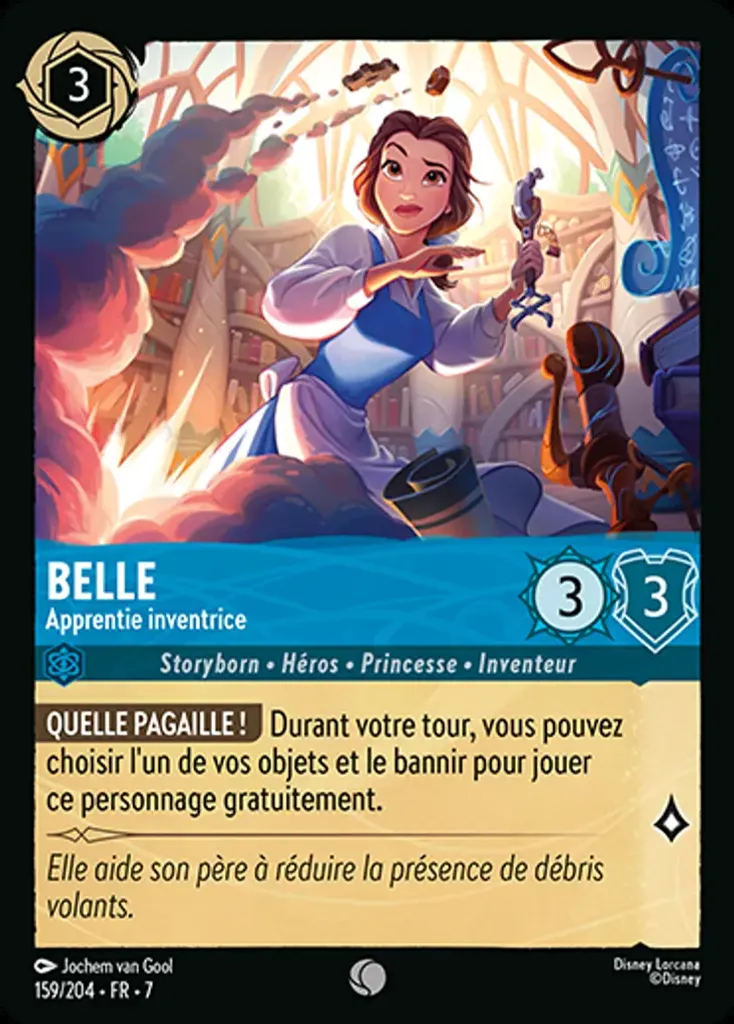 3
BELLE
Apprentie inventrice
3
3
Storyborn • Héros • Princesse • Inventeur
QUELLE PAGAILLE ! Durant votre tour, vous pouvez
choisir l'un de vos objets et le bannir pour jouer
ce personnage gratuitement.
Elle aide son père à réduire la présence de débris
volants.
Jochem van Gool
159/204 • FR • 7
Disney Lorcana
©Disney